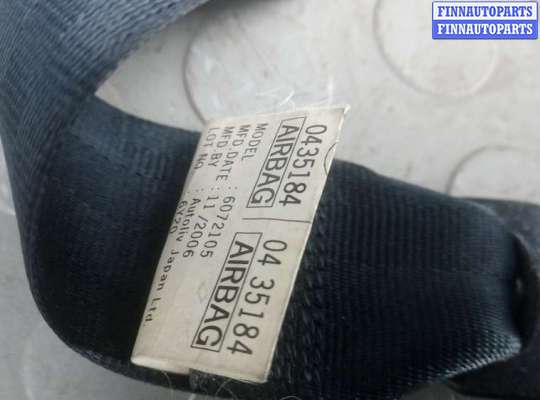 FINNAUTOPARTS
FINNAUTOPARTS
0435184
AIRBAG
MODEL : 6072105
MFD.DATE : 11/2006
MFD.BY : Autoliv Japan Ltd.
LOT NO. : 6Y20
04 35184
AIRBAG